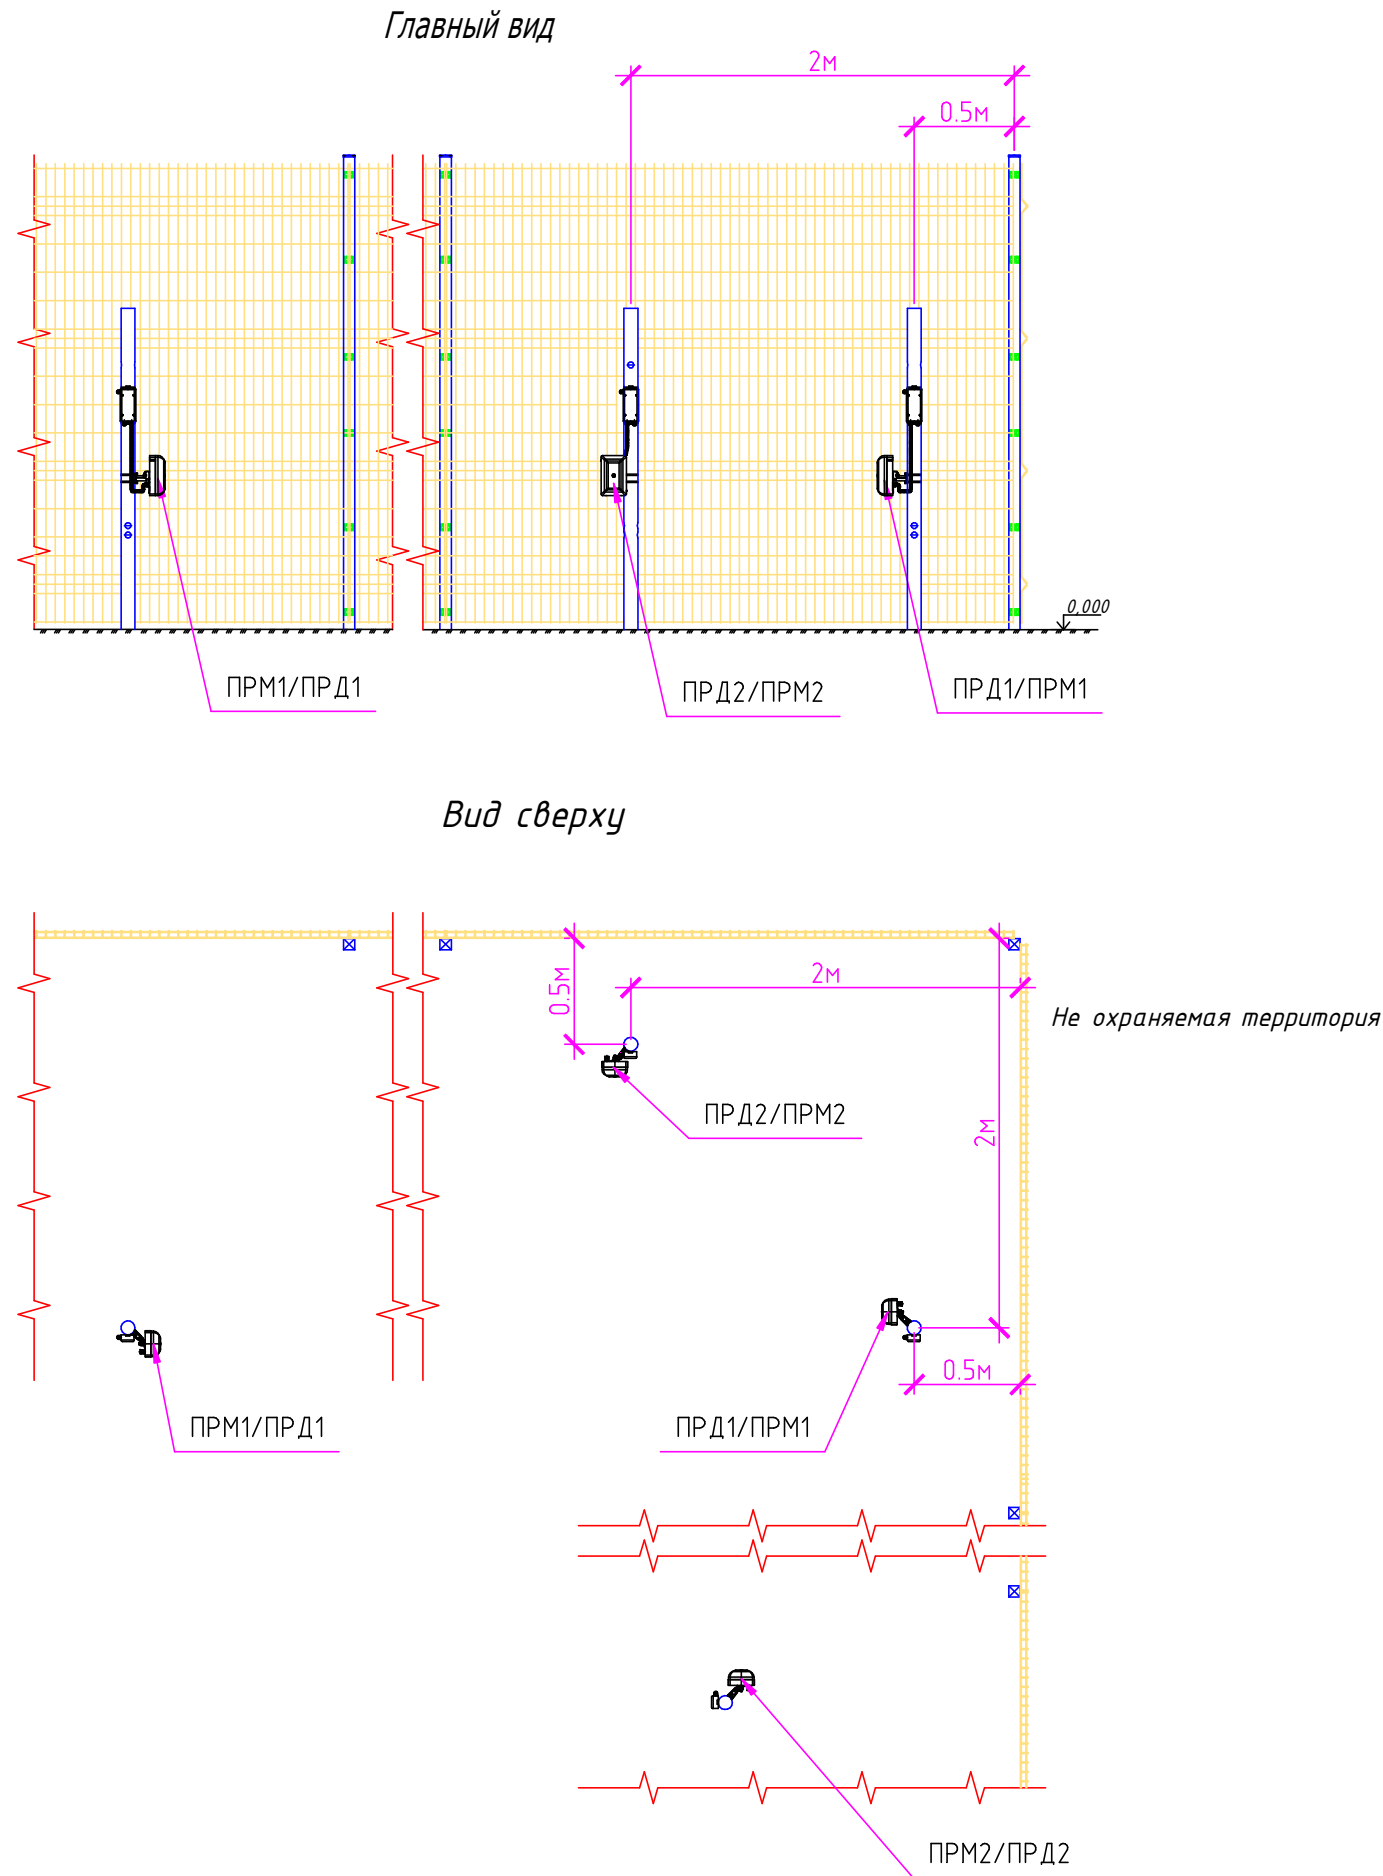 Главный вид
2м
0.5м
0,000
ПРМ1/ПРД1
ПРД2/ПРМ2
ПРД1/ПРМ1
Вид сверху
0.5м
2м
Не охраняемая территория
ПРД2/ПРМ2
2м
0.5м
ПРМ1/ПРД1
ПРД1/ПРМ1
ПРМ2/ПРД2